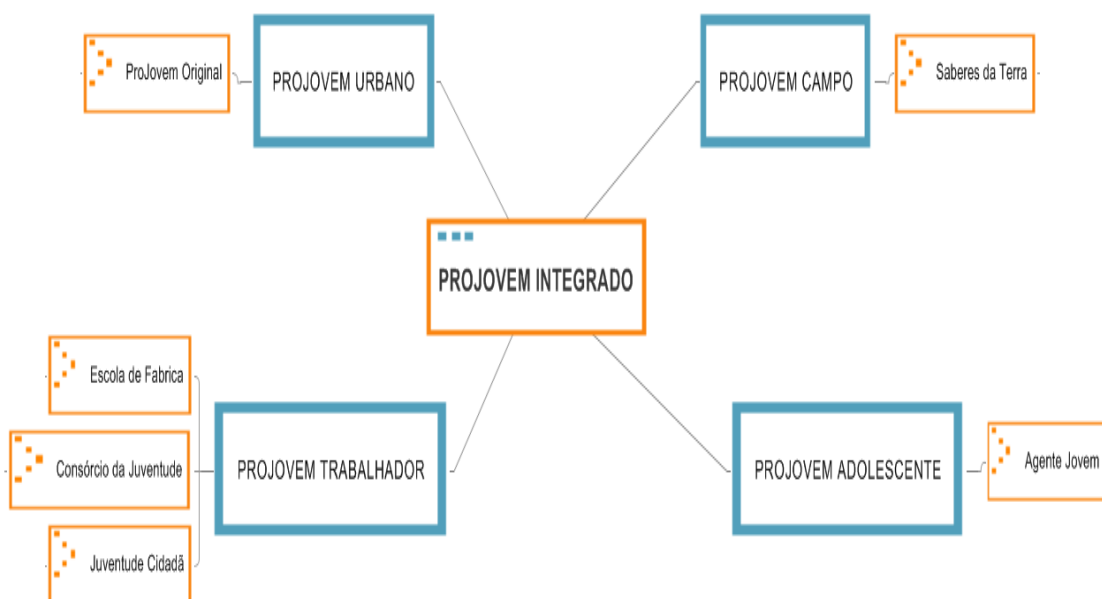 ProJovem Original
PROJOVEM URBANO
PROJOVEM CAMPO
Saberes da Terra
PROJOVEM INTEGRADO
Escola de Fabrica
Consórcio da Juventude
Juventude Cidadã
PROJOVEM TRABALHADOR
PROJOVEM ADOLESCENTE
Agente Jovem